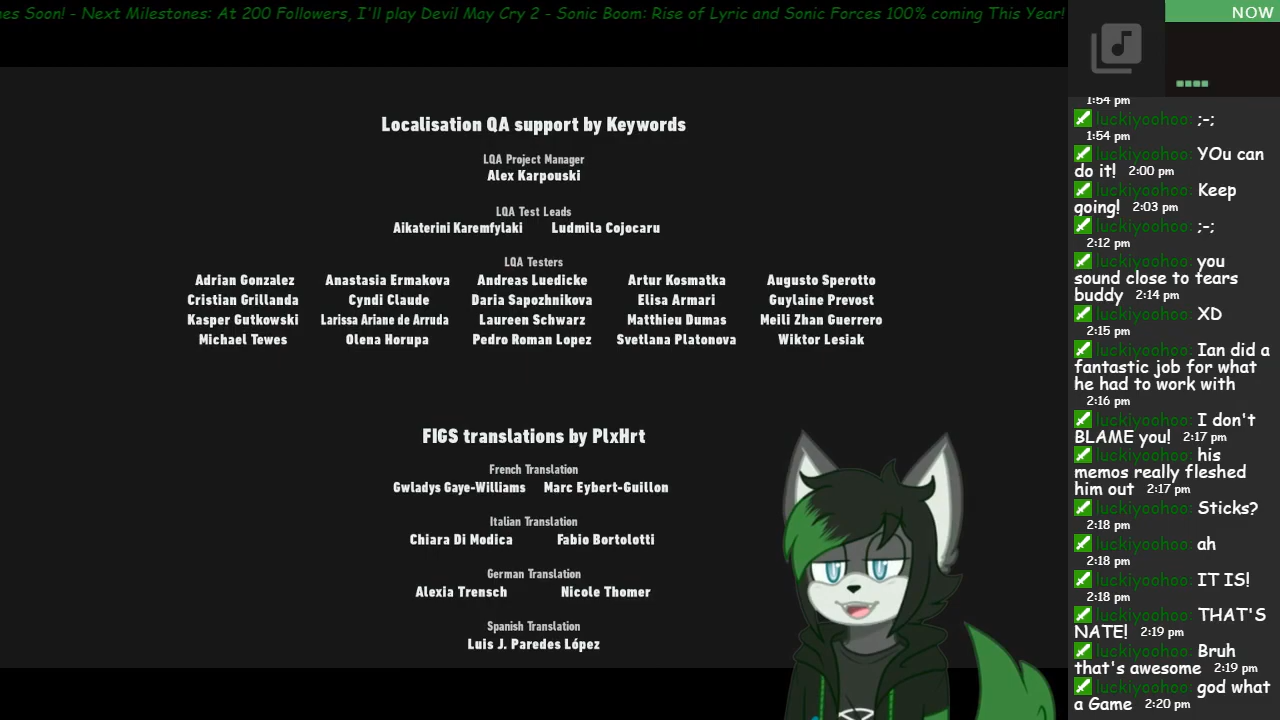 es Soon! - Next Milestones: At 200 Followers, I'll play Devil May Cry 2 - Sonic Boom: Rise of Lyric and Sonic Forces 100% coming This Year!
NOW
Localisation QA support by Keywords
LQA Project Manager
Alex Karpouski
LQA Test Leads
Aikaterini Karemfylaki Ludmila Cojocaru
LQA Testers
Adrian Gonzalez Anastasia Ermakova Andreas Luedicke Artur Kosmatka Augusto Sperotto
Cristian Grillanda Cyndi Claude Daria Sapozhnikova Elisa Armari Guylaine Prevost
Kasper Gutkowski Larissa Ariane de Arruda Laureen Schwarz Matthieu Dumas Meili Zhan Guerrero
Michael Tewes Olena Horupa Pedro Roman Lopez Svetlana Platonova Wiktor Lesiak
FIGS translations by PlxHrt
French Translation
Gwladys Gaye-Williams Marc Eybert-Guillon
Italian Translation
Chiara Di Modica Fabio Bortolotti
German Translation
Alexia Trensch Nicole Thomer
Spanish Translation
Luis J. Paredes López
1:54 pm
luckiyoohoo: ;-;
1:54 pm
luckiyoohoo: YOu can
do it! 2:00 pm
luckiyoohoo: Keep
going! 2:03 pm
luckiyoohoo: ;-;
2:12 pm
luckiyoohoo: you
sound close to tears
buddy 2:14 pm
luckiyoohoo: XD
2:15 pm
luckiyoohoo: Ian did a
fantastic job for what
he had to work with
2:16 pm
luckiyoohoo: I don't
BLAME you! 2:17 pm
luckiyoohoo: his
memos really fleshed
him out 2:17 pm
luckiyoohoo: Sticks?
2:18 pm
luckiyoohoo: ah
2:18 pm
luckiyoohoo: IT IS!
2:18 pm
luckiyoohoo: THAT'S
NATE! 2:19 pm
luckiyoohoo: Bruh
that's awesome 2:19 pm
luckiyoohoo: god what
a Game 2:20 pm